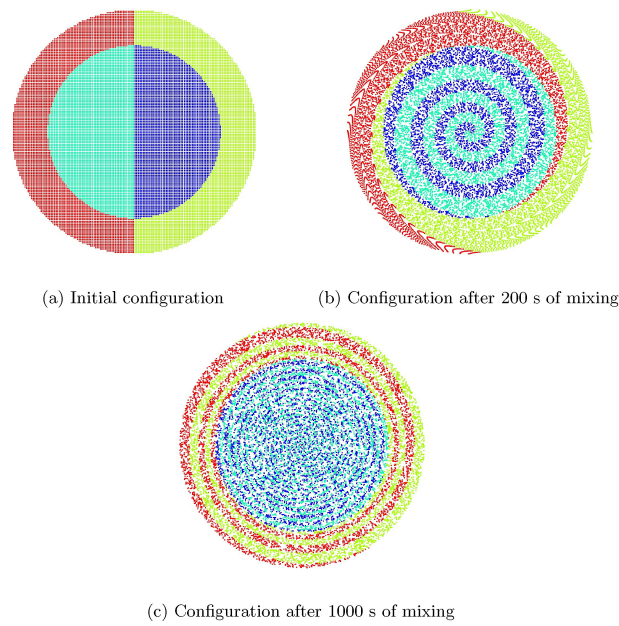 (a) Initial configuration
(b) Configuration after 200 s of mixing
(c) Configuration after 1000 s of mixing